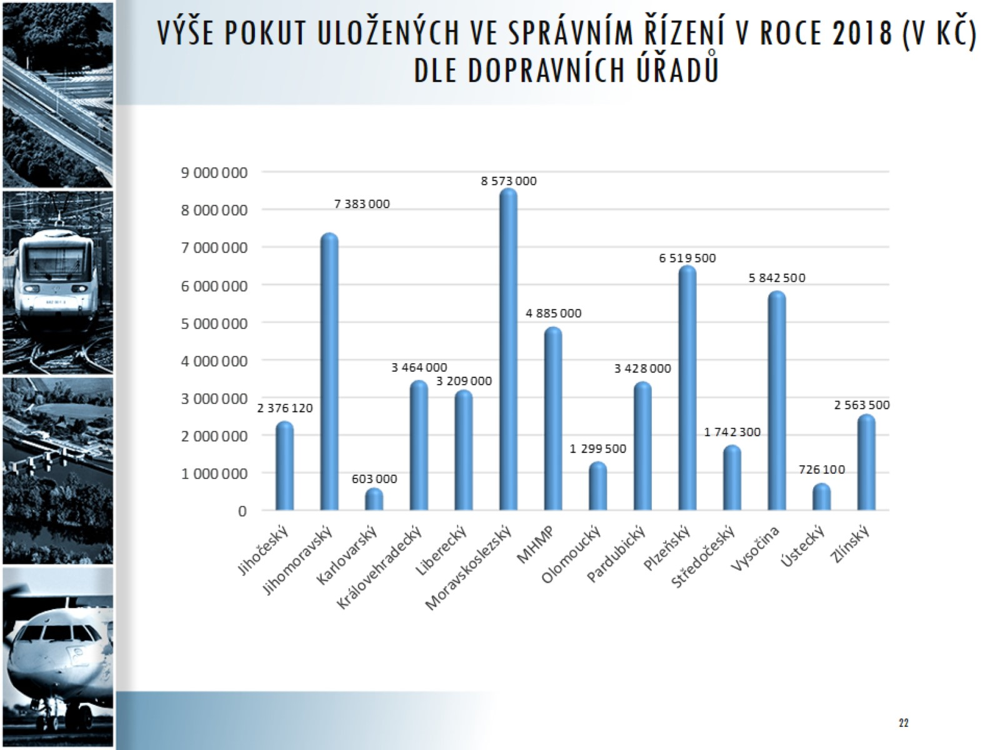 VÝŠE POKUT ULOŽENÝCH VE SPRÁVNÍM ŘÍZENÍ V ROCE 2018 (V KČ)
DLE DOPRAVNÍCH ÚŘADŮ
9 000 000
8 000 000
7 000 000
6 000 000
5 000 000
4 000 000
3 000 000
2 000 000
1 000 000
0
2 376 120
7 383 000
603 000
3 464 000
3 209 000
8 573 000
4 885 000
1 299 500
3 428 000
6 519 500
1 742 300
5 842 500
726 100
2 563 500
Jihočeský
Jihomoravský
Karlovarský
Královehradecký
Liberecký
Moravskoslezský
MHMP
Olomoucký
Pardubický
Plzeňský
Středočeský
Vysočina
Ústecký
Zlínský
22